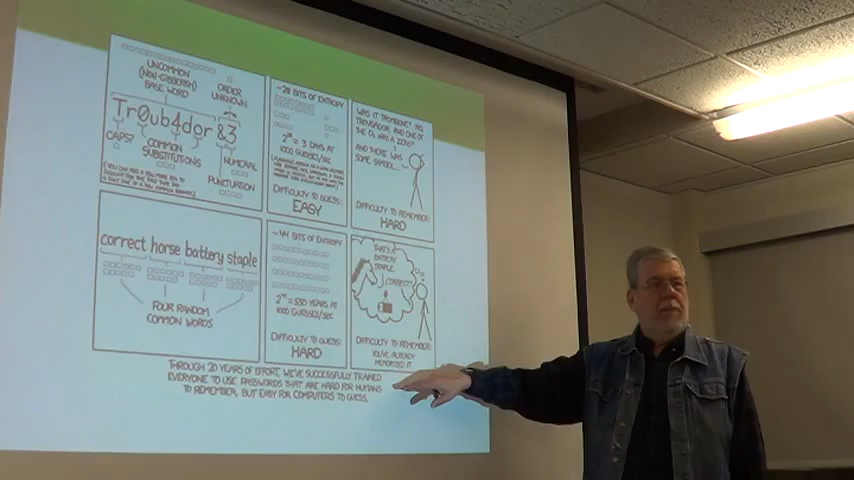 UNCOMMON
(NON-GIBBERISH)
BASE WORD
ORDER
UNKNOWN
Tr0ub4dor &3
CAPS?
COMMON
SUBSTITUTIONS
NUMERAL
PUNCTUATION
~28 BITS OF ENTROPY
2²⁸ = 3 DAYS AT
1000 GUESSES/SEC
DIFFICULTY TO GUESS:
EASY
WAS IT TROMBONE? NO,
TROUBADOR. AND ONE OF
THE Os WAS A ZERO?
AND THERE WAS
SOME SYMBOL...
DIFFICULTY TO REMEMBER:
HARD
correct horse battery staple
FOUR RANDOM
COMMON WORDS
~44 BITS OF ENTROPY
2⁴⁴ = 550 YEARS AT
1000 GUESSES/SEC
DIFFICULTY TO GUESS:
HARD
THAT'S A
BATTERY
STAPLE.
CORRECT!
DIFFICULTY TO REMEMBER:
YOU'VE ALREADY
MEMORIZED IT
THROUGH 20 YEARS OF EFFORT, WE'VE SUCCESSFULLY TRAINED
EVERYONE TO USE PASSWORDS THAT ARE HARD FOR HUMANS
TO REMEMBER, BUT EASY FOR COMPUTERS TO GUESS.